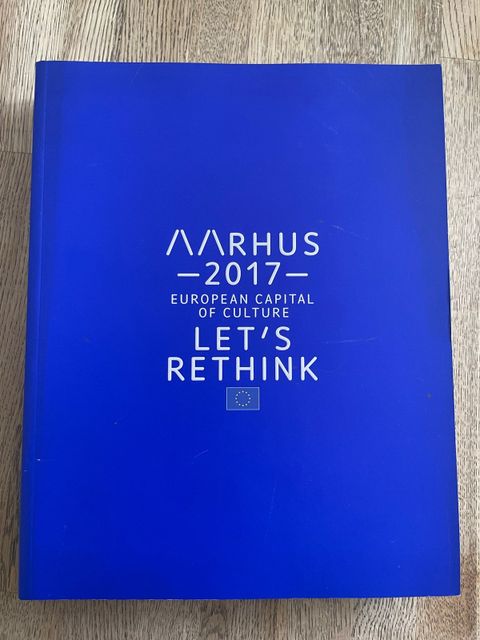 AARHUS
—2017—
EUROPEAN CAPITAL
OF CULTURE
LET'S
RETHINK